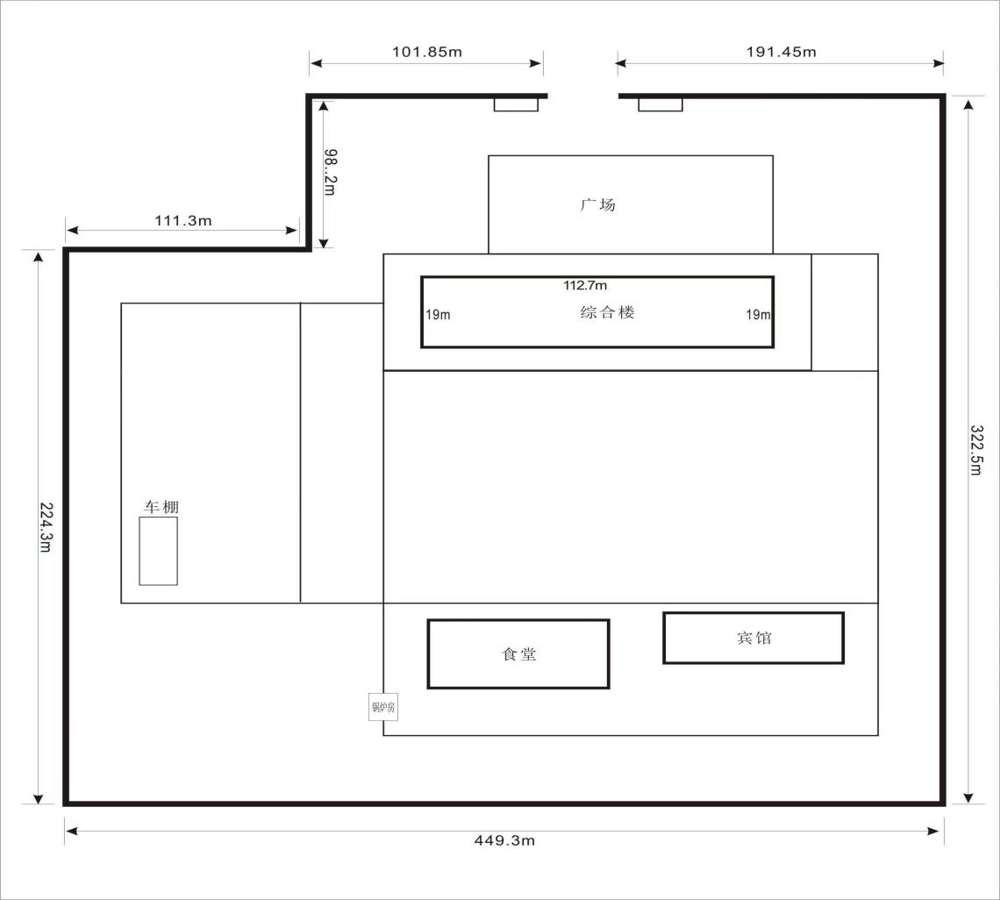 101.85m
191.45m
98..2m
广场
111.3m
112.7m
19m
综合楼
19m
322.5m
车棚
224.3m
宾馆
食堂
锅炉房
449.3m